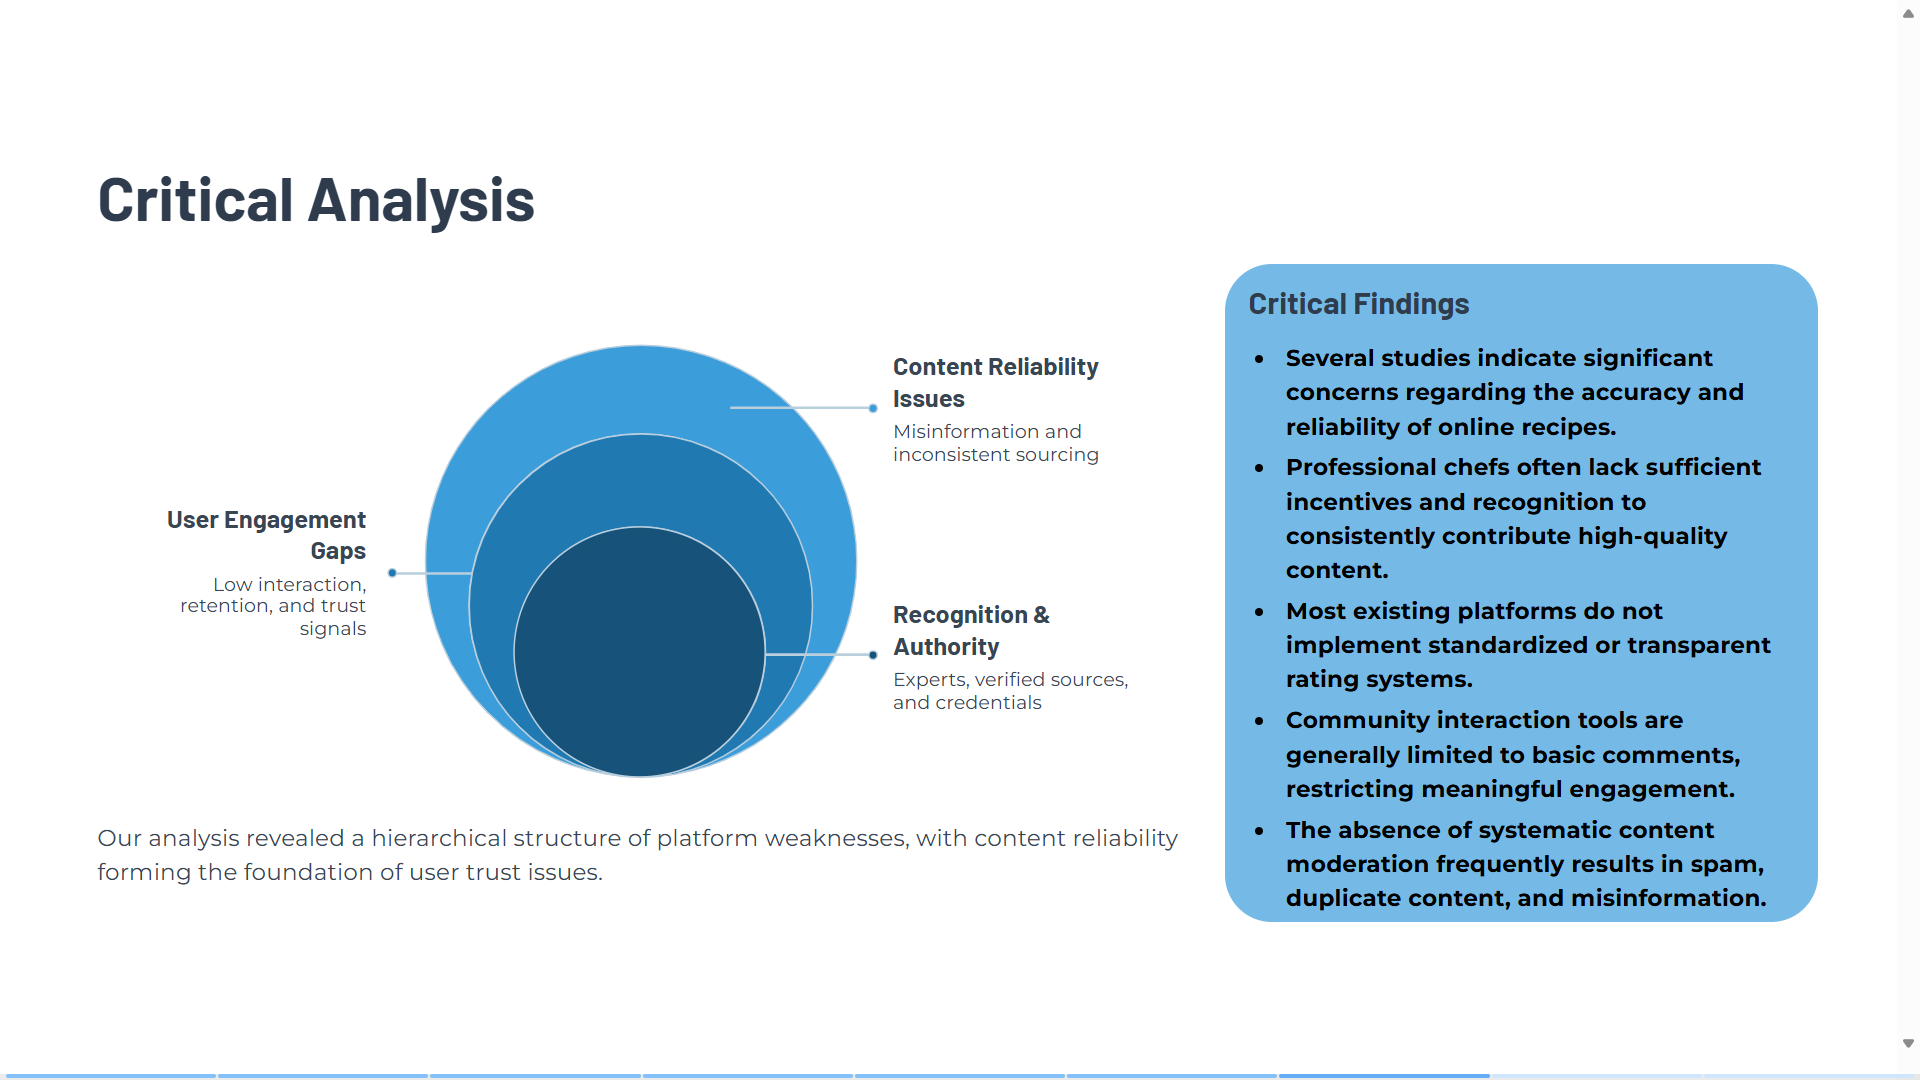 Critical Analysis
Content Reliability
Issues
Misinformation and
inconsistent sourcing
User Engagement
Gaps
Low interaction,
retention, and trust
signals
Recognition &
Authority
Experts, verified sources,
and credentials
Our analysis revealed a hierarchical structure of platform weaknesses, with content reliability
forming the foundation of user trust issues.
Critical Findings
• Several studies indicate significant
concerns regarding the accuracy and
reliability of online recipes.
• Professional chefs often lack sufficient
incentives and recognition to
consistently contribute high-quality
content.
• Most existing platforms do not
implement standardized or transparent
rating systems.
• Community interaction tools are
generally limited to basic comments,
restricting meaningful engagement.
• The absence of systematic content
moderation frequently results in spam,
duplicate content, and misinformation.